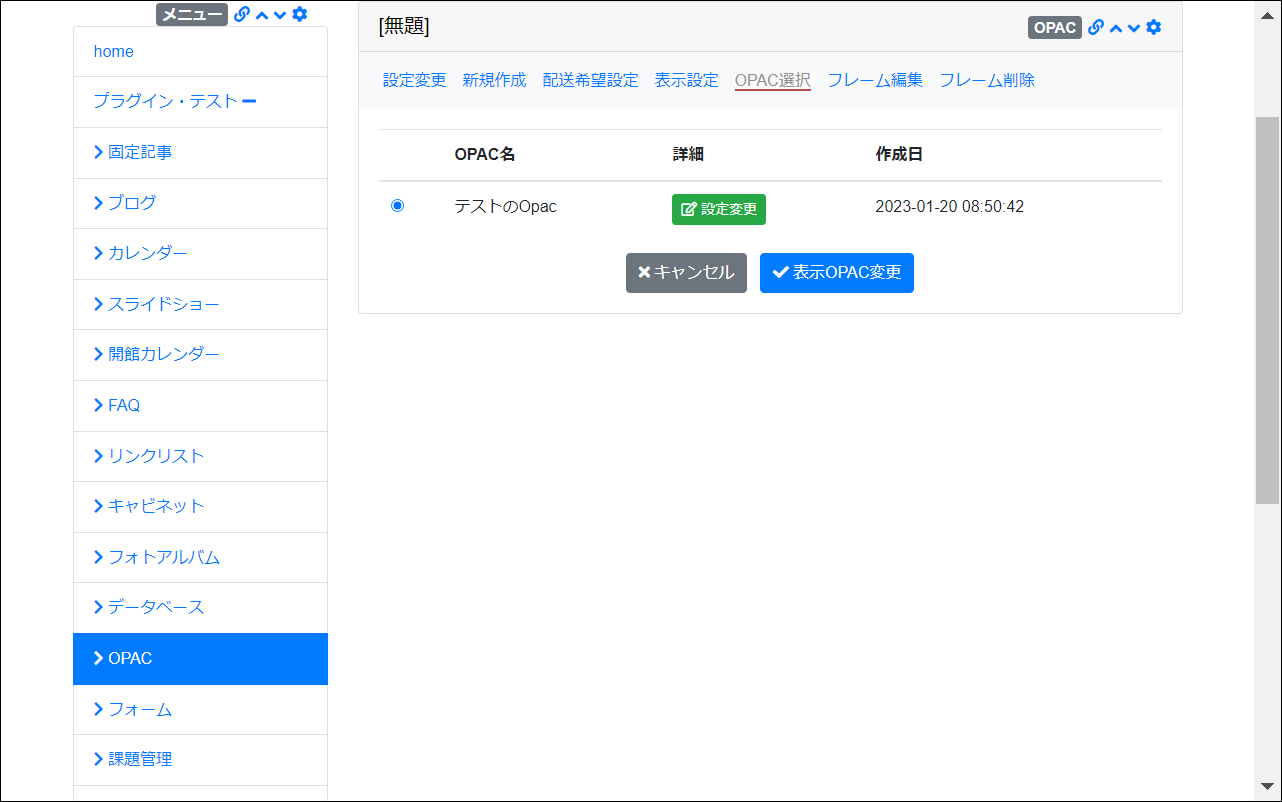 メニュー
home
プラグイン・テスト
固定記事
ブログ
カレンダー
スライドショー
開館カレンダー
FAQ
リンクリスト
キャビネット
フォトアルバム
データベース
OPAC
フォーム
課題管理
[無題]
OPAC
設定変更 新規作成 配送希望設定 表示設定 OPAC選択 フレーム編集 フレーム削除
OPAC名 詳細 作成日
テストのOpac 設定変更 2023-01-20 08:50:42
キャンセル 表示OPAC変更